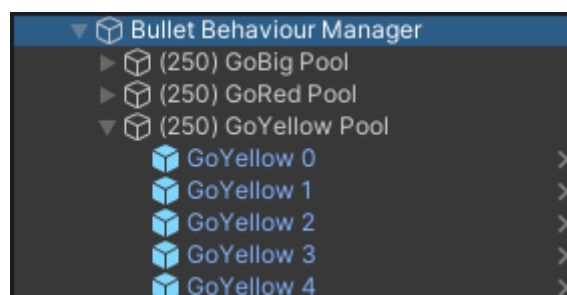 Bullet Behaviour Manager
(250) GoBig Pool
(250) GoRed Pool
(250) GoYellow Pool
GoYellow 0
GoYellow 1
GoYellow 2
GoYellow 3
GoYellow 4